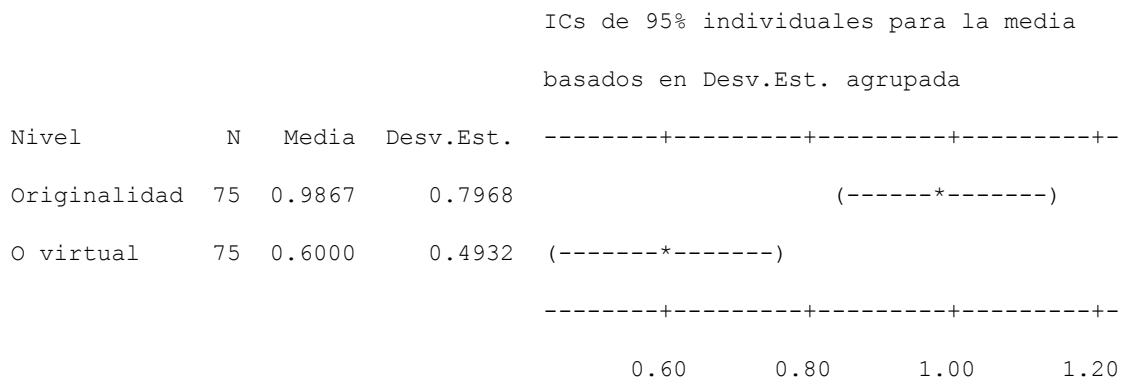 ICs de 95% individuales para la media
basados en Desv.Est. agrupada
Nivel N Media Desv.Est. --------+---------+---------+---------+-
Originalidad 75 0.9867 0.7968 (------*-------)
O virtual 75 0.6000 0.4932 (-------*-------)
--------+---------+---------+---------+-
0.60 0.80 1.00 1.20